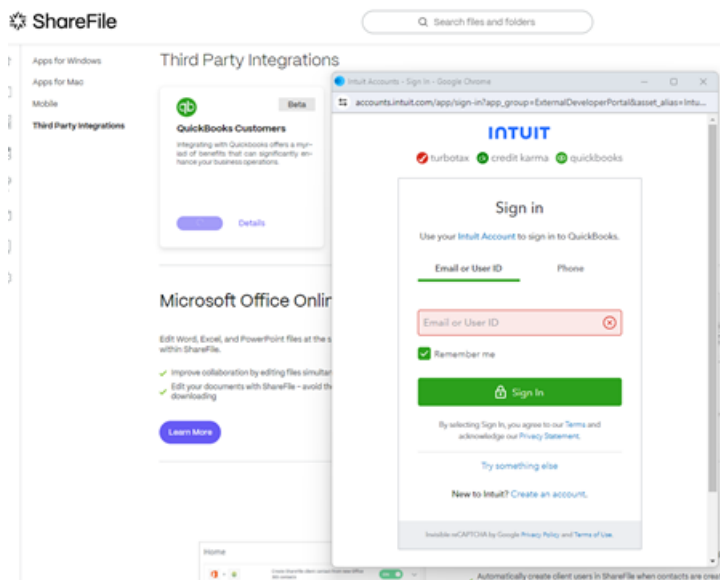 ShareFile
Search files and folders
Apps for Windows
Apps for Mac
Mobile
Third Party Integrations
Third Party Integrations
qb
Beta
QuickBooks Customers
Integrating with Quickbooks offers a myr-
iad of benefits that can significantly en-
hance your business operations.
Details
Microsoft Office Onlin
Edit Word, Excel, and PowerPoint files at the s
within ShareFile.
Improve collaboration by editing files simultan
Edit your documents with ShareFile – avoid the
downloading
Learn More
Home
Intuit Accounts - Sign In - Google Chrome
accounts.intuit.com/app/sign-in?app_group=ExternalDeveloperPortal&asset_alias=Intu...
INTUIT
turbotax credit karma quickbooks
Sign in
Use your Intuit Account to sign in to QuickBooks.
Email or User ID
Phone
Email or User ID
Remember me
Sign In
By selecting Sign In, you agree to our Terms and
acknowledge our Privacy Statement.
Try something else
New to Intuit? Create an account.
Invisible reCAPTCHA by Google Privacy Policy and Terms of Use.
Automatically create client users in ShareFile when contacts are crea